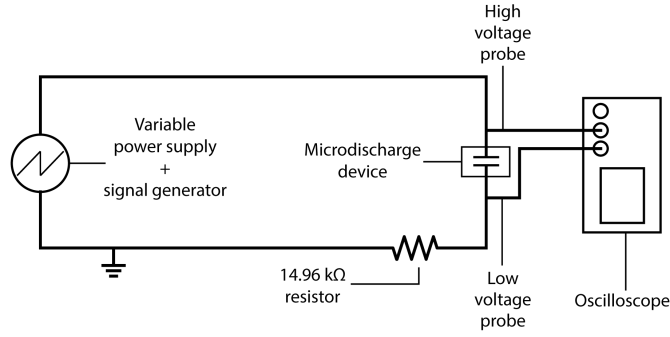 High
voltage
probe
Variable
power supply
+
signal generator
Microdischarge
device
14.96 kΩ
resistor
Low
voltage
probe
Oscilloscope